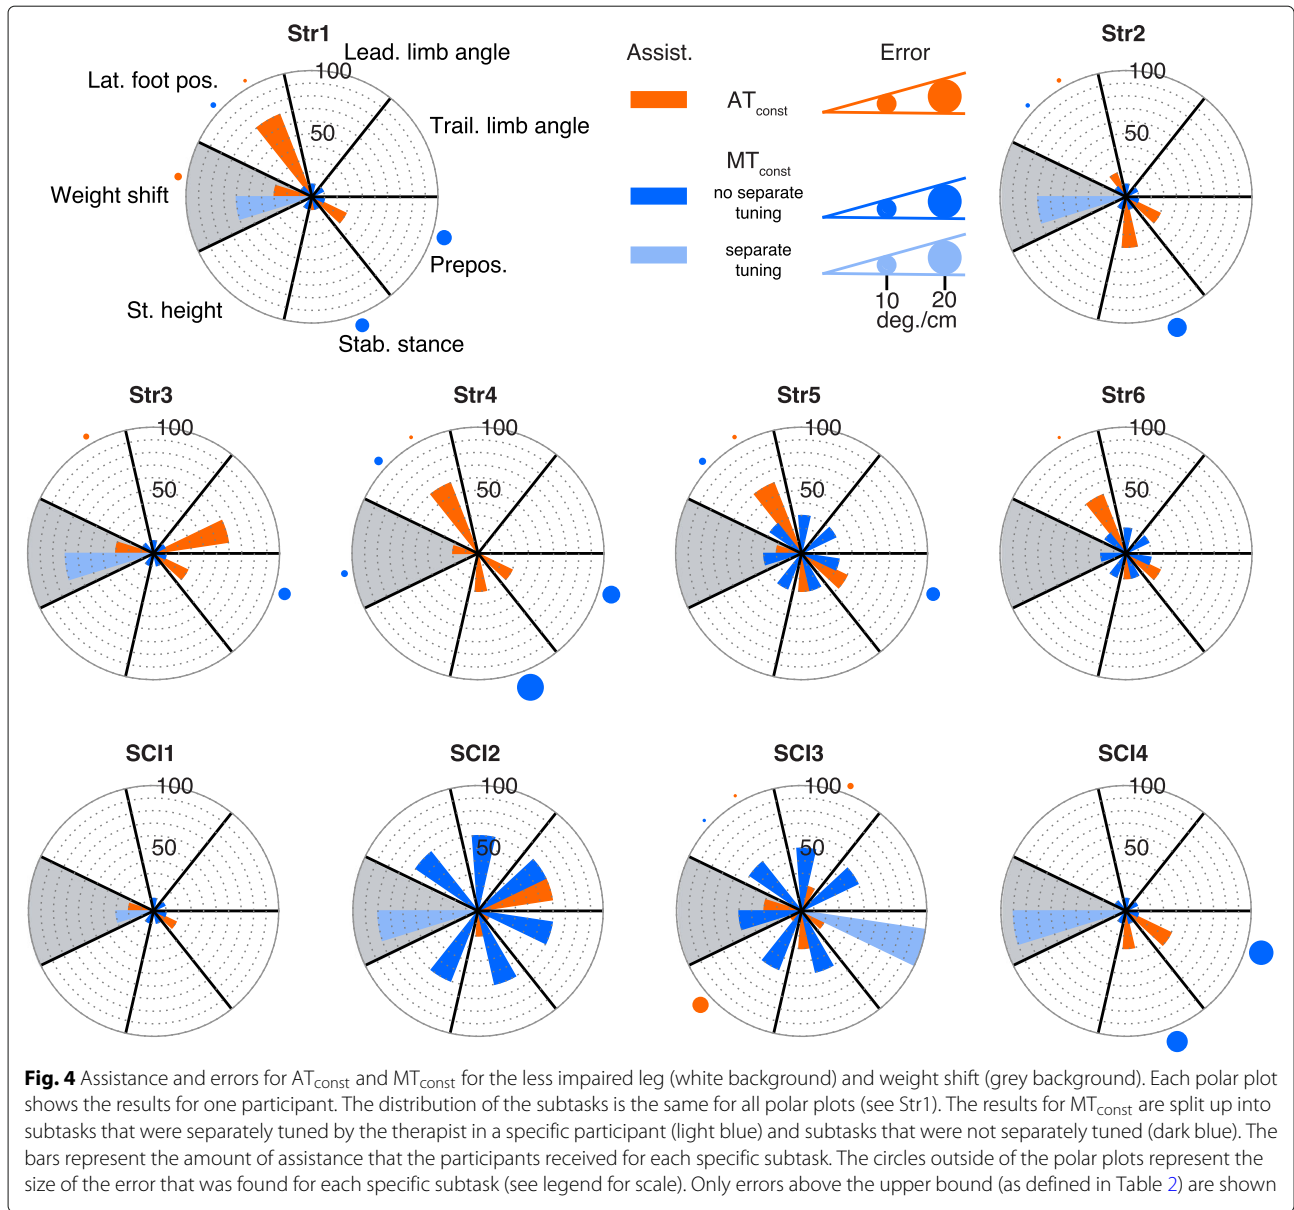 Str1
Lead. limb angle
Lat. foot pos.
100
50
Trail. limb angle
Weight shift
Prepos.
St. height
Stab. stance
Assist.
Error
ATconst
MTconst
no separate
tuning
separate
tuning
10 20
deg./cm
Str2
100
50
Str3
100
50
Str4
100
50
Str5
100
50
Str6
100
50
SCI1
100
50
SCI2
100
50
SCI3
100
50
SCI4
100
50
Fig. 4 Assistance and errors for ATconst and MTconst for the less impaired leg (white background) and weight shift (grey background). Each polar plot
shows the results for one participant. The distribution of the subtasks is the same for all polar plots (see Str1). The results for MTconst are split up into
subtasks that were separately tuned by the therapist in a specific participant (light blue) and subtasks that were not separately tuned (dark blue). The
bars represent the amount of assistance that the participants received for each specific subtask. The circles outside of the polar plots represent the
size of the error that was found for each specific subtask (see legend for scale). Only errors above the upper bound (as defined in Table 2) are shown